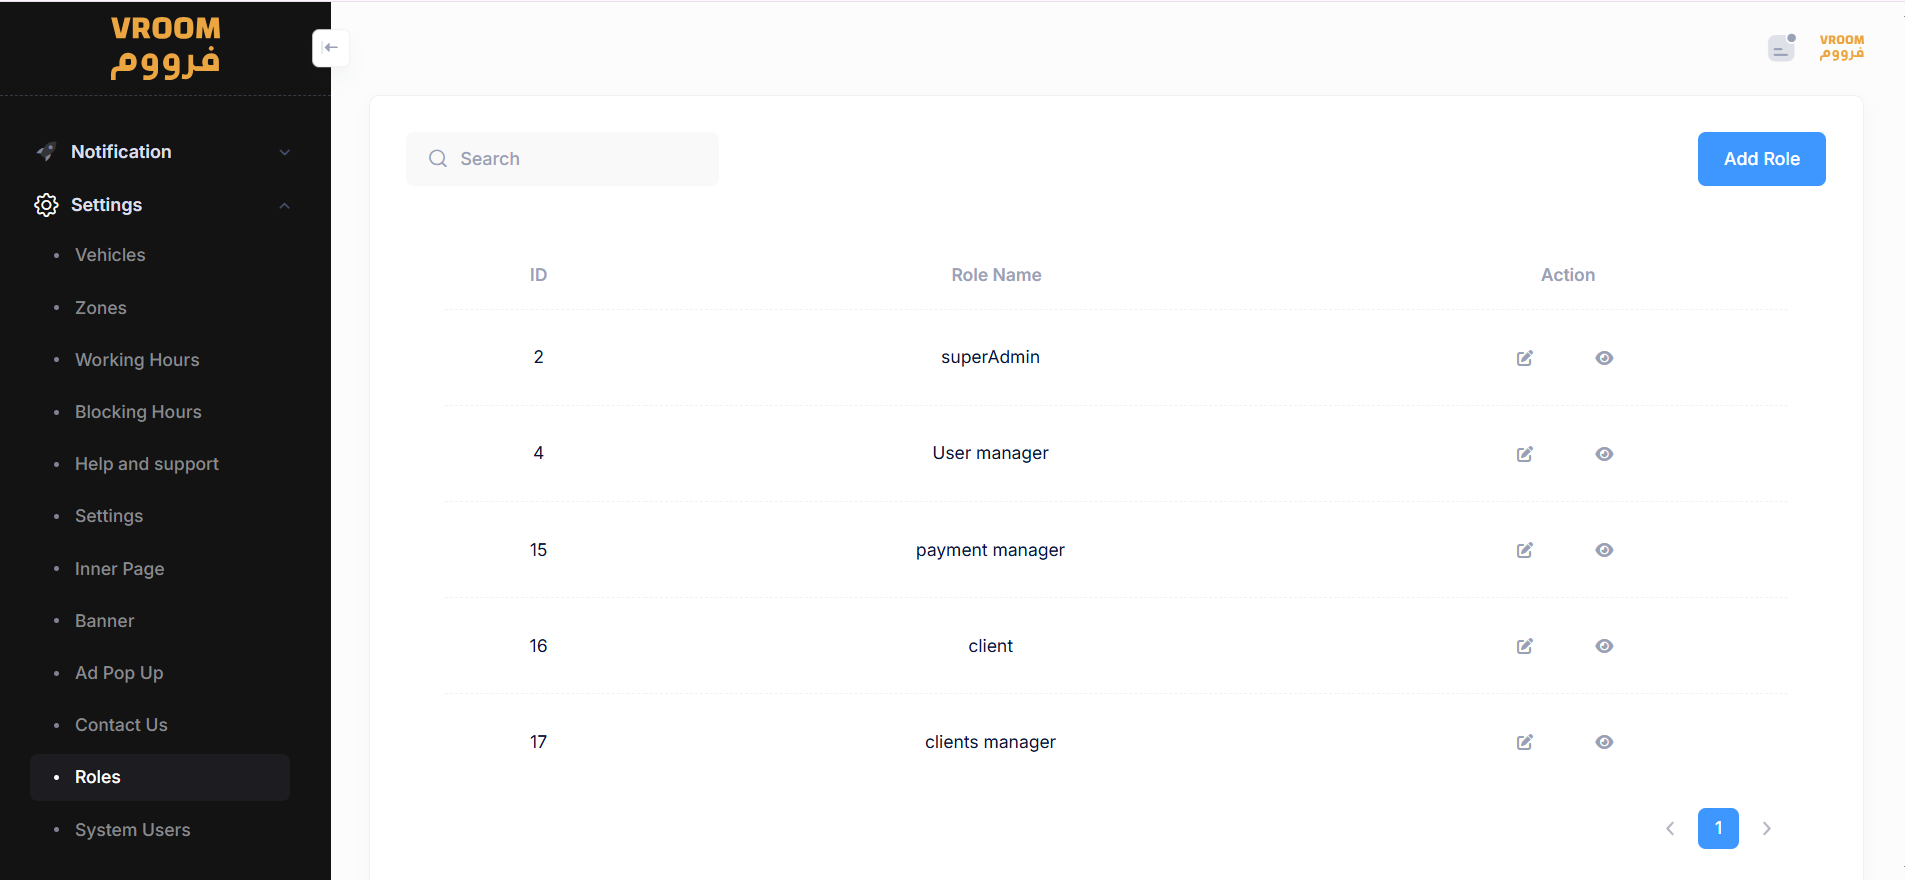 VROOM
فرووم
VROOM
فرووم
Notification
Settings
Vehicles
Zones
Working Hours
Blocking Hours
Help and support
Settings
Inner Page
Banner
Ad Pop Up
Contact Us
Roles
System Users
Search
Add Role
ID Role Name Action
2 superAdmin
4 User manager
15 payment manager
16 client
17 clients manager
1